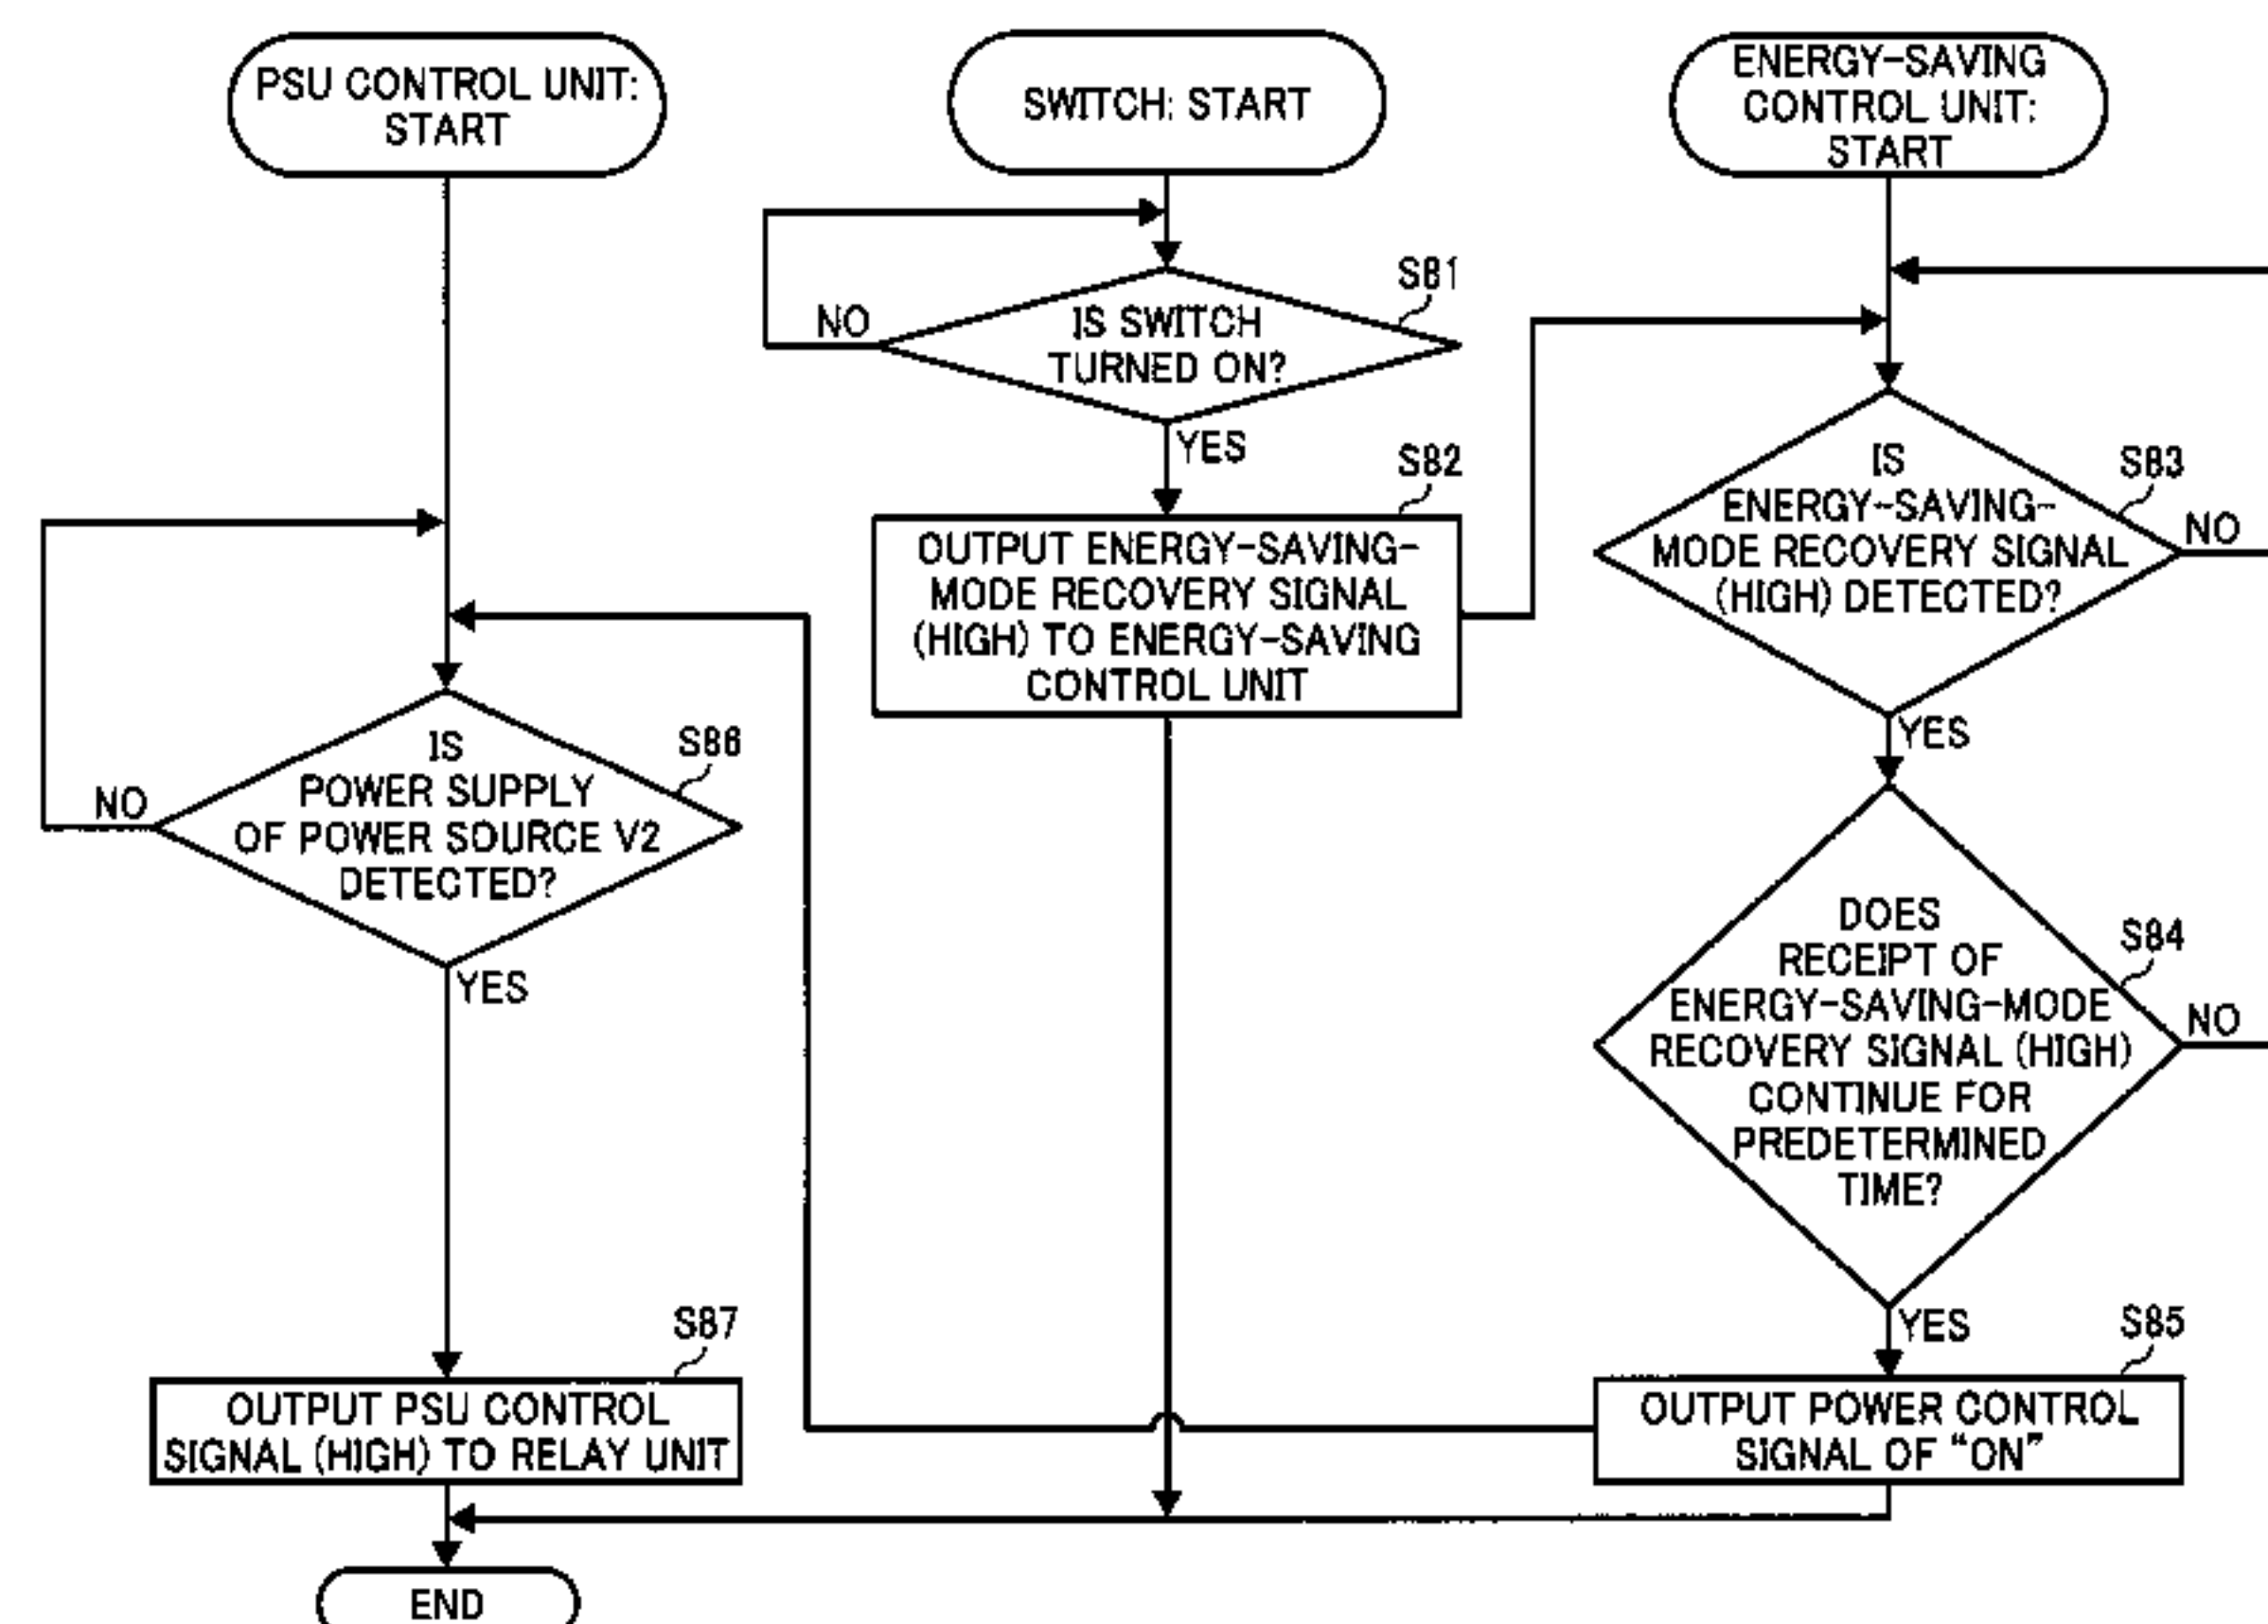 PSU CONTROL UNIT:
START
SWITCH: START
ENERGY-SAVING
CONTROL UNIT:
START
S81
IS SWITCH
TURNED ON?
NO
YES
S82
OUTPUT ENERGY-SAVING-
MODE RECOVERY SIGNAL
(HIGH) TO ENERGY-SAVING
CONTROL UNIT
S83
IS
ENERGY-SAVING-
MODE RECOVERY SIGNAL
(HIGH) DETECTED?
NO
YES
S86
IS
POWER SUPPLY
OF POWER SOURCE V2
DETECTED?
NO
YES
S84
DOES
RECEIPT OF
ENERGY-SAVING-MODE
RECOVERY SIGNAL (HIGH)
CONTINUE FOR
PREDETERMINED
TIME?
NO
YES
S87
OUTPUT PSU CONTROL
SIGNAL (HIGH) TO RELAY UNIT
S85
OUTPUT POWER CONTROL
SIGNAL OF “ON”
END